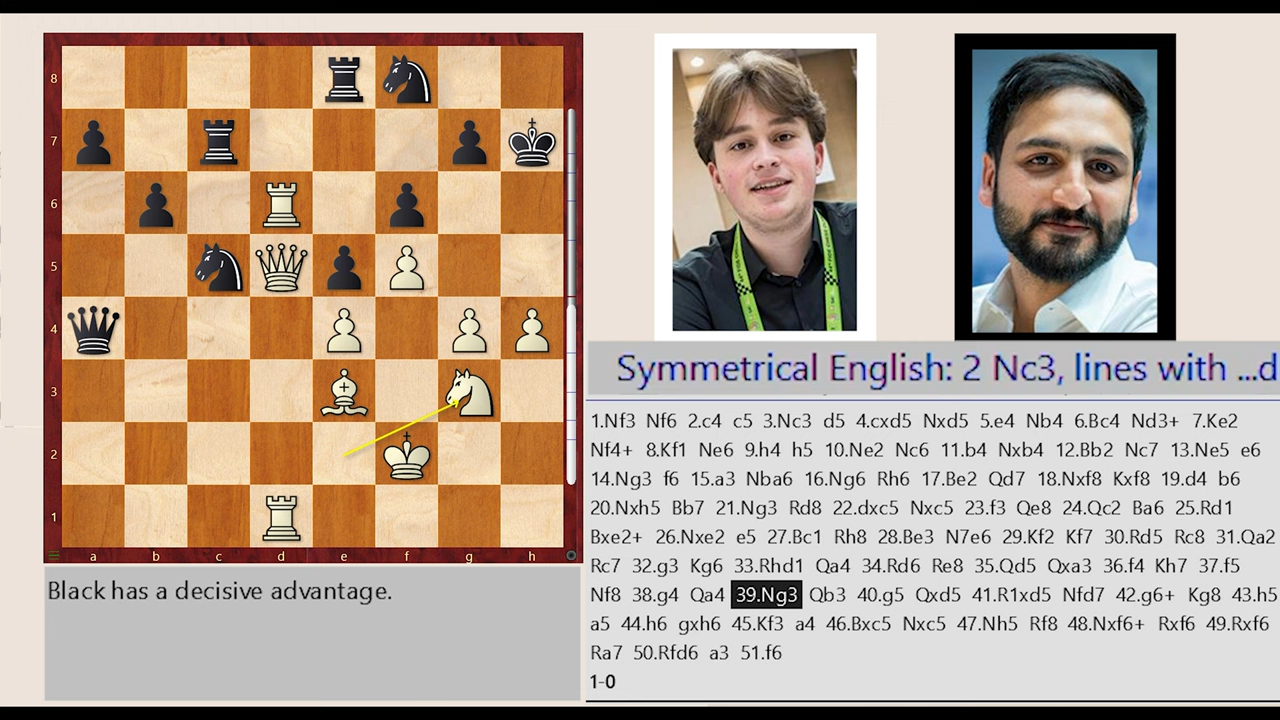 8
7
6
5
4
3
2
1
a b c d e f g h
Black has a decisive advantage.
Symmetrical English: 2 Nc3, lines with ...d
1.Nf3 Nf6 2.c4 c5 3.Nc3 d5 4.cxd5 Nxd5 5.e4 Nb4 6.Bc4 Nd3+ 7.Ke2
Nf4+ 8.Kf1 Ne6 9.h4 h5 10.Ne2 Nc6 11.b4 Nxb4 12.Bb2 Nc7 13.Ne5 e6
14.Ng3 f6 15.a3 Nba6 16.Ng6 Rh6 17.Be2 Qd7 18.Nxf8 Kxf8 19.d4 b6
20.Nxh5 Bb7 21.Ng3 Rd8 22.dxc5 Nxc5 23.f3 Qe8 24.Qc2 Ba6 25.Rd1
Bxe2+ 26.Nxe2 e5 27.Bc1 Rh8 28.Be3 N7e6 29.Kf2 Kf7 30.Rd5 Rc8 31.Qa2
Rc7 32.g3 Kg6 33.Rhd1 Qa4 34.Rd6 Re8 35.Qd5 Qxa3 36.f4 Kh7 37.f5
Nf8 38.g4 Qa4 39.Ng3 Qb3 40.g5 Qxd5 41.R1xd5 Nfd7 42.g6+ Kg8 43.h5
a5 44.h6 gxh6 45.Kf3 a4 46.Bxc5 Nxc5 47.Nh5 Rf8 48.Nxf6+ Rxf6 49.Rxf6
Ra7 50.Rfd6 a3 51.f6
1-0